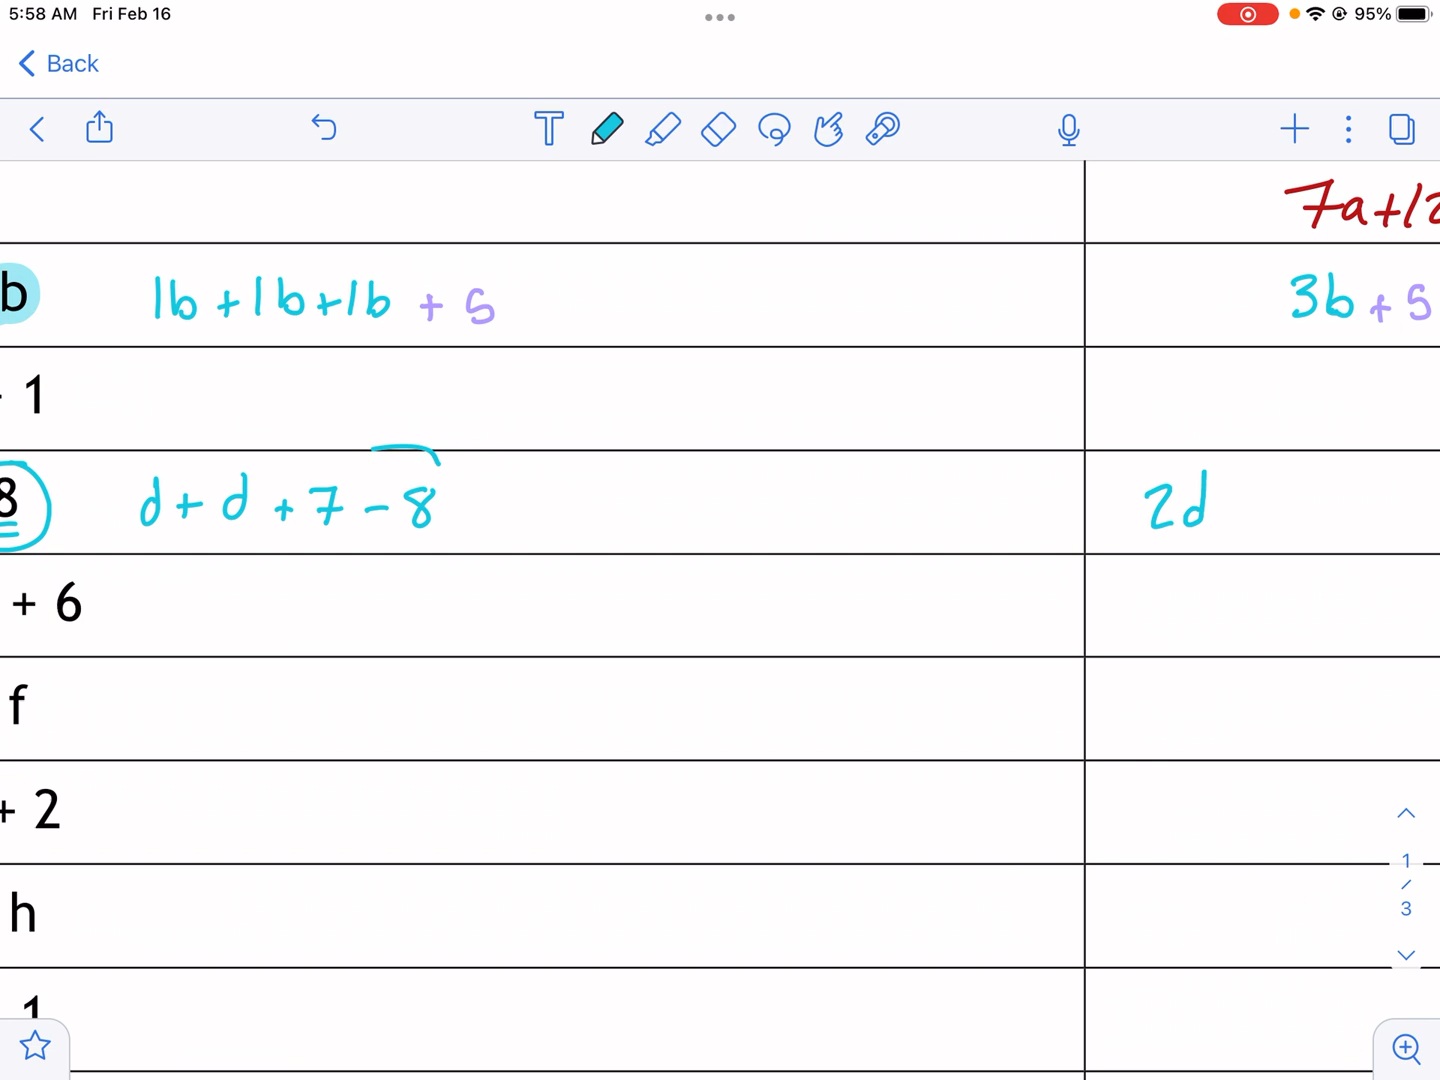 5:58 AM Fri Feb 16 95%
Back
7a+12
b 1b+1b+1b + 5 3b + 5
1
8 d + d + 7 - 8 2d
+ 6
f
+ 2
1
/
3
h
1